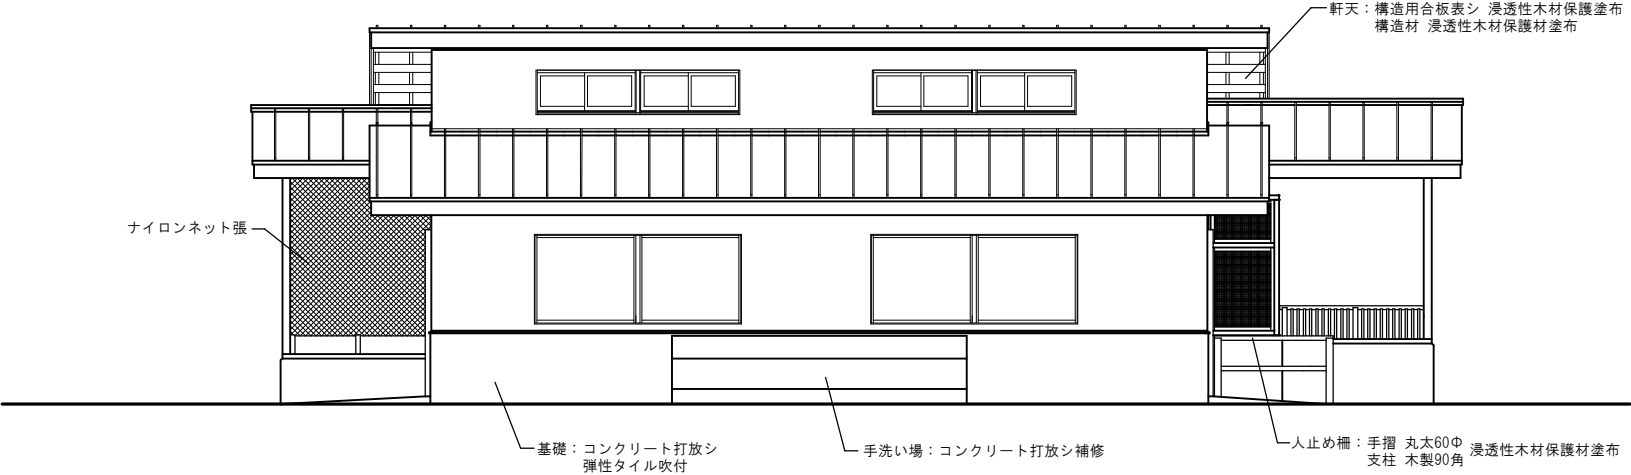 軒天：構造用合板表シ 浸透性木材保護塗布
構造材 浸透性木材保護材塗布
ナイロンネット張
基礎：コンクリート打放シ
弾性タイル吹付
手洗い場：コンクリート打放シ補修
人止め柵：手摺 丸太60Φ 浸透性木材保護材塗布
支柱 木製90角